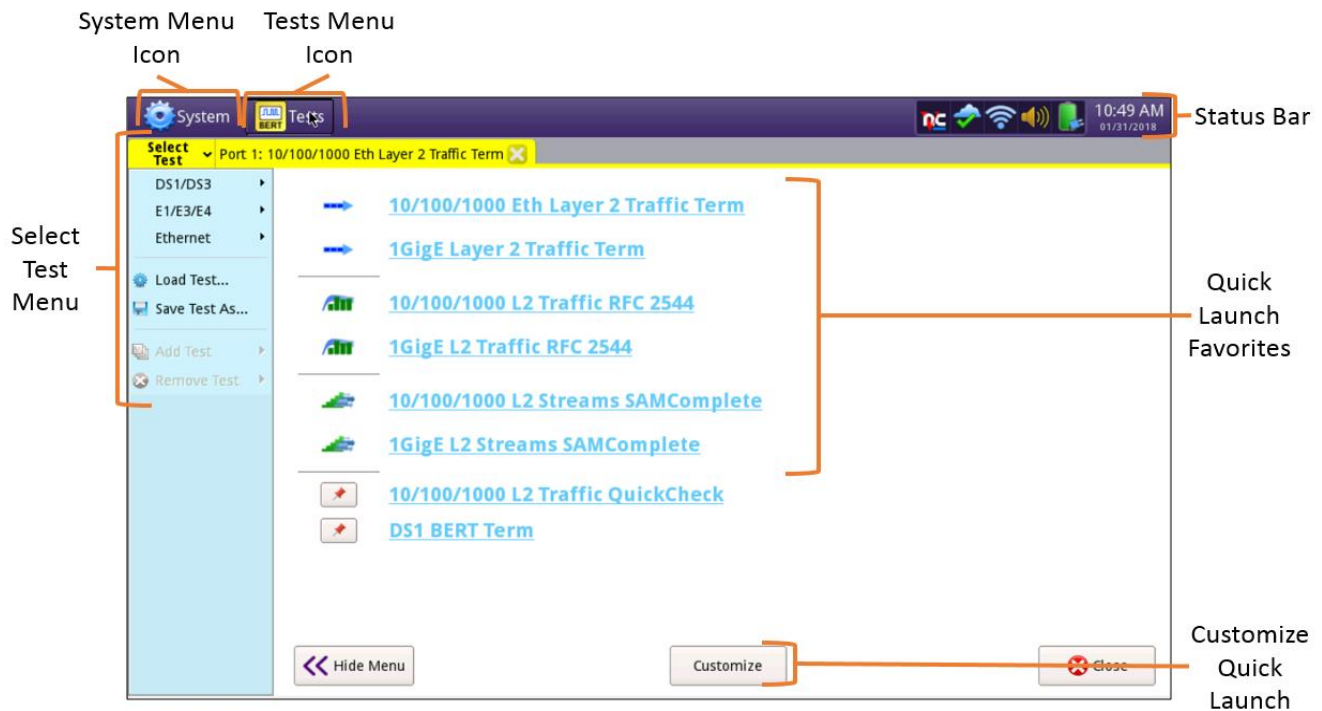 System Menu Icon
Tests Menu Icon
System
BERT
Tests
nc
10:49 AM
01/31/2018
Status Bar
Select Test
Port 1: 10/100/1000 Eth Layer 2 Traffic Term
DS1/DS3
E1/E3/E4
Ethernet
Load Test...
Save Test As...
Add Test
Remove Test
Select
Test
Menu
10/100/1000 Eth Layer 2 Traffic Term
1GigE Layer 2 Traffic Term
10/100/1000 L2 Traffic RFC 2544
1GigE L2 Traffic RFC 2544
10/100/1000 L2 Streams SAMComplete
1GigE L2 Streams SAMComplete
10/100/1000 L2 Traffic QuickCheck
DS1 BERT Term
Quick
Launch
Favorites
Hide Menu
Customize
Close
Customize
Quick
Launch